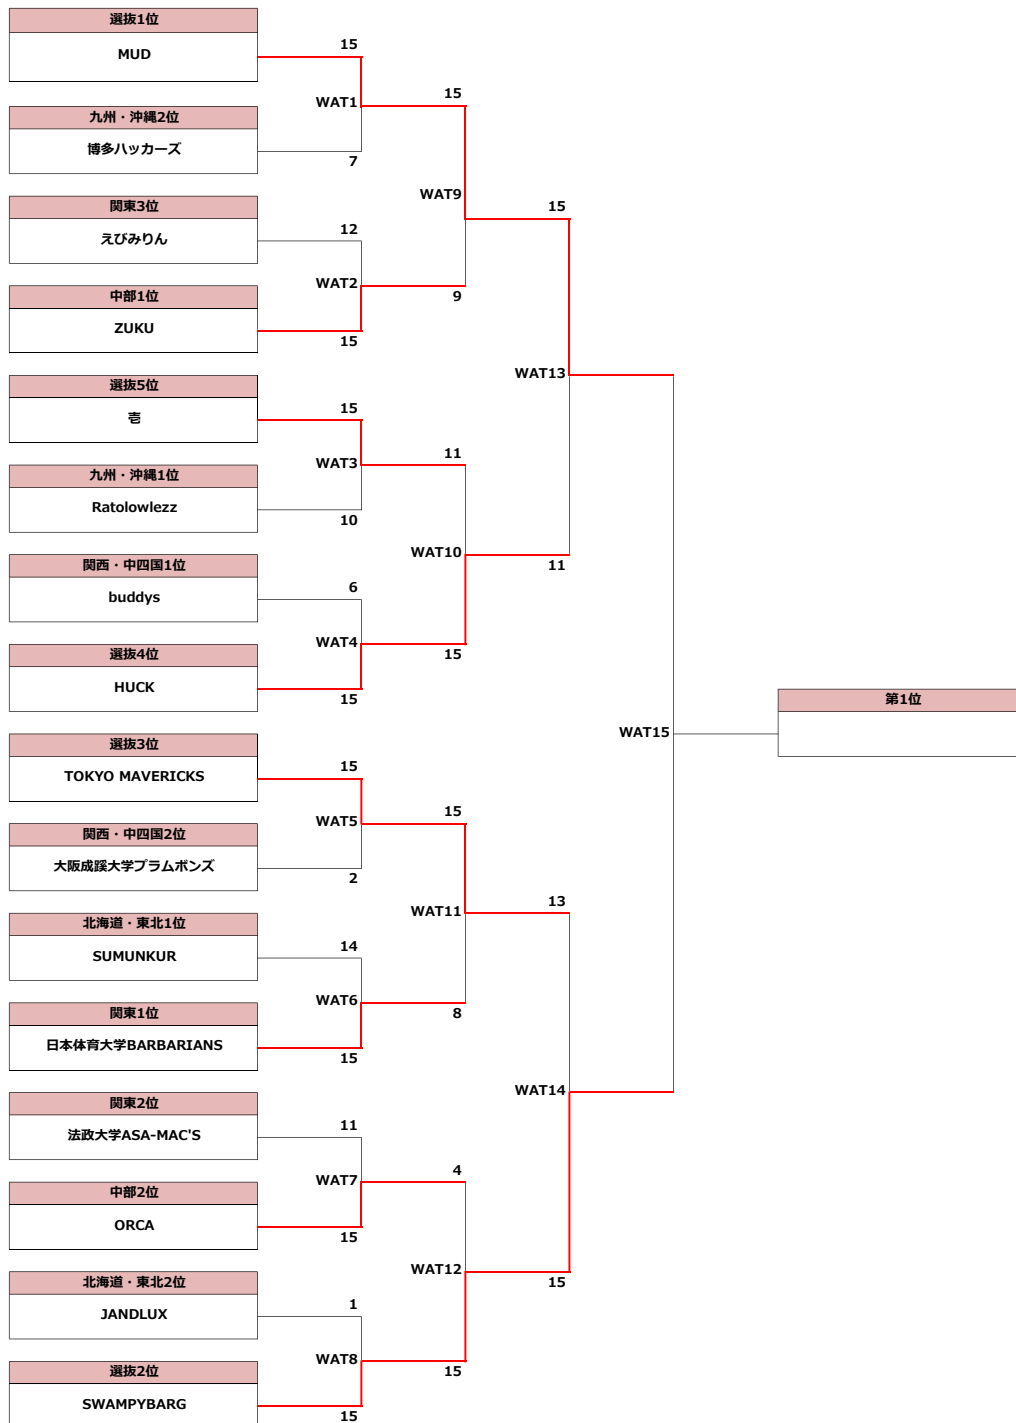 選抜1位
MUD
15
WAT1
15
九州・沖縄2位
博多ハッカーズ
7
WAT9
15
関東3位
えびみりん
12
WAT2
9
中部1位
ZUKU
15
WAT13
選抜5位
壱
15
WAT3
11
九州・沖縄1位
Ratolowlezz
10
WAT10
11
関西・中四国1位
buddys
6
WAT4
15
選抜4位
HUCK
15
第1位
WAT15
選抜3位
TOKYO MAVERICKS
15
WAT5
15
関西・中四国2位
大阪成蹊大学プラムボンズ
2
WAT11
13
北海道・東北1位
SUMUNKUR
14
WAT6
8
関東1位
日本体育大学BARBARIANS
15
WAT14
関東2位
法政大学ASA-MAC'S
11
WAT7
4
中部2位
ORCA
15
WAT12
15
北海道・東北2位
JANDLUX
1
WAT8
15
選抜2位
SWAMPYBARG
15